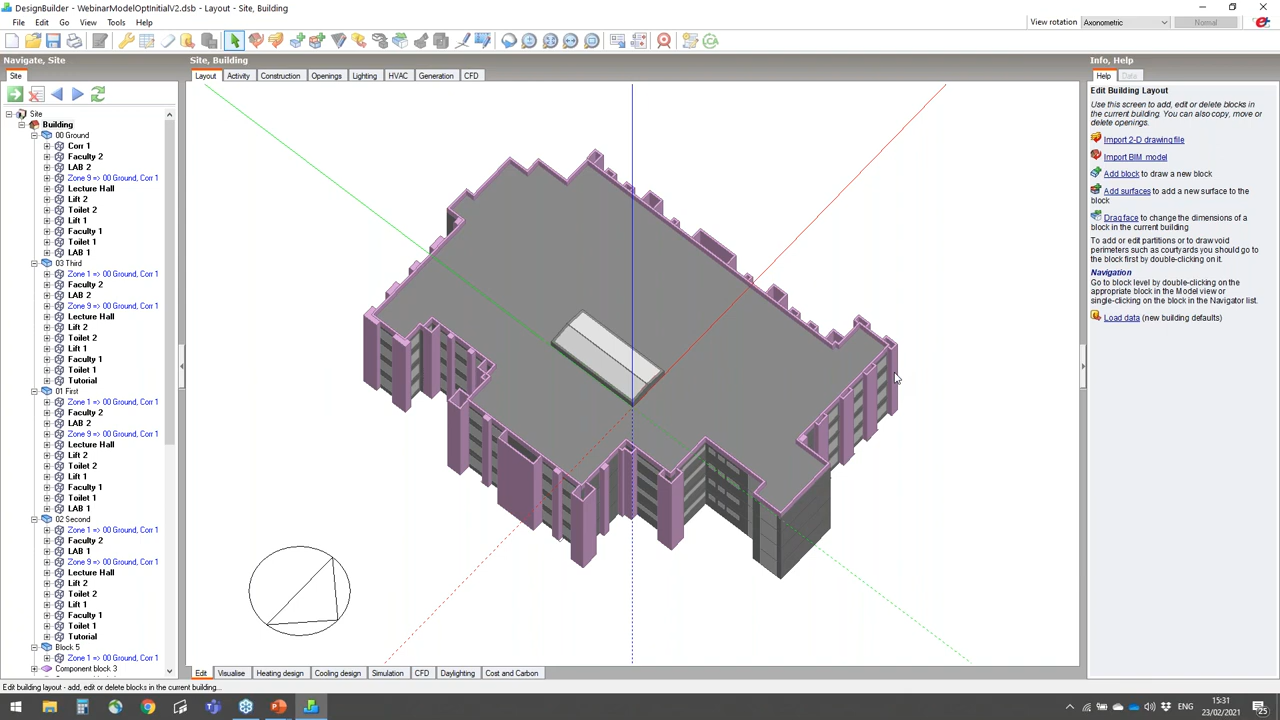 DesignBuilder - WebinarModelOptInitialV2.dsb - Layout - Site, Building
File Edit Go View Tools Help
View rotation Axonometric Normal
Navigate, Site
Site, Building
Info, Help
Site
Layout Activity Construction Openings Lighting HVAC Generation CFD
Help Data
Site
Building
00 Ground
Corr 1
Faculty 2
LAB 2
Zone 9 => 00 Ground, Corr 1
Lecture Hall
Lift 2
Toilet 2
Lift 1
Faculty 1
Toilet 1
LAB 1
03 Third
Zone 1 => 00 Ground, Corr 1
Faculty 2
LAB 2
Zone 9 => 00 Ground, Corr 1
Lecture Hall
Lift 2
Toilet 2
Lift 1
Faculty 1
Toilet 1
Tutorial
01 First
Zone 1 => 00 Ground, Corr 1
Faculty 2
LAB 2
Zone 9 => 00 Ground, Corr 1
Lecture Hall
Lift 2
Toilet 2
Lift 1
Faculty 1
Toilet 1
LAB 1
02 Second
Zone 1 => 00 Ground, Corr 1
Faculty 2
LAB 1
Zone 9 => 00 Ground, Corr 1
Lecture Hall
Lift 2
Toilet 2
Lift 1
Faculty 1
Toilet 1
Tutorial
Block 5
Zone 1 => 00 Ground, Corr 1
Component block 3
Edit Building Layout
Use this screen to add, edit or delete blocks in
the current building. You can also copy, move or
delete openings.
Import 2-D drawing file
Import BIM model
Add block to draw a new block
Add surfaces to add a new surface to the
block
Drag face to change the dimensions of a
block in the current building
To add or edit partitions or to draw void
perimeters such as courtyards you should go to
the block first by double-clicking on it.
Navigation
Go to block level by double-clicking on the
appropriate block in the Model view or
single-clicking on the block in the Navigator list.
Load data (new building defaults)
Edit Visualise Heating design Cooling design Simulation CFD Daylighting Cost and Carbon
Edit building layout - add, edit or delete blocks in the current building...
ENG
15:31
23/02/2021
25